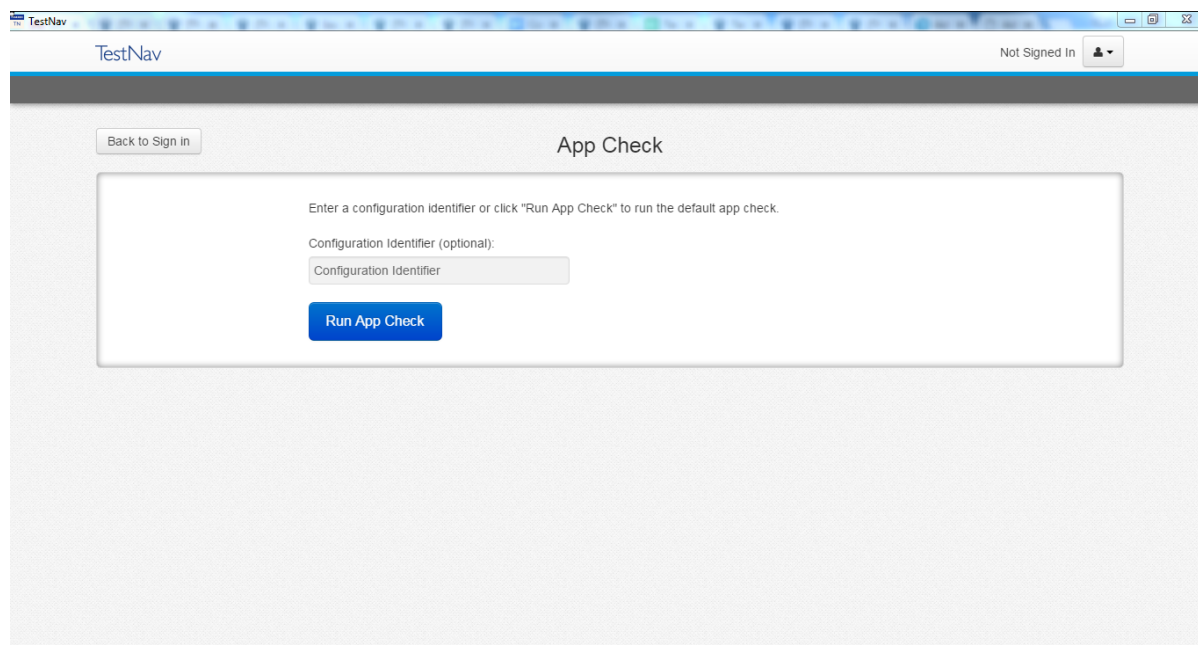 TestNav
TestNav
Not Signed In
Back to Sign in
App Check
Enter a configuration identifier or click "Run App Check" to run the default app check.
Configuration Identifier (optional):
Configuration Identifier
Run App Check